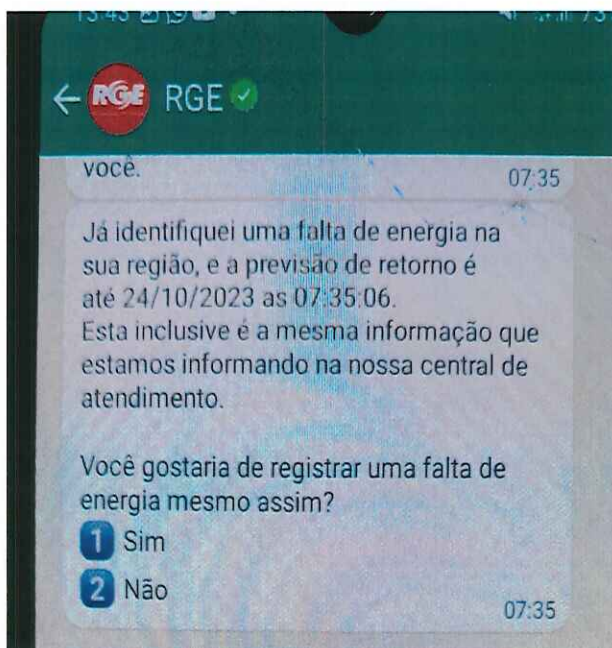 13:43
RGE RGE
você.
07:35
Já identifiquei uma falta de energia na
sua região, e a previsão de retorno é
até 24/10/2023 as 07:35:06.
Esta inclusive é a mesma informação que
estamos informando na nossa central de
atendimento.
Você gostaria de registrar uma falta de
energia mesmo assim?
1 Sim
2 Não
07:35